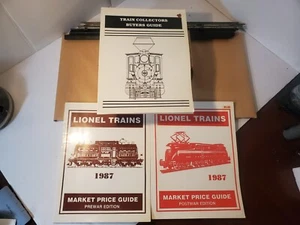 TRAIN COLLECTORS
BUYERS GUIDE
LIONEL TRAINS
1987
MARKET PRICE GUIDE
PREWAR EDITION
LIONEL TRAINS
1987
MARKET PRICE GUIDE
POSTWAR EDITION